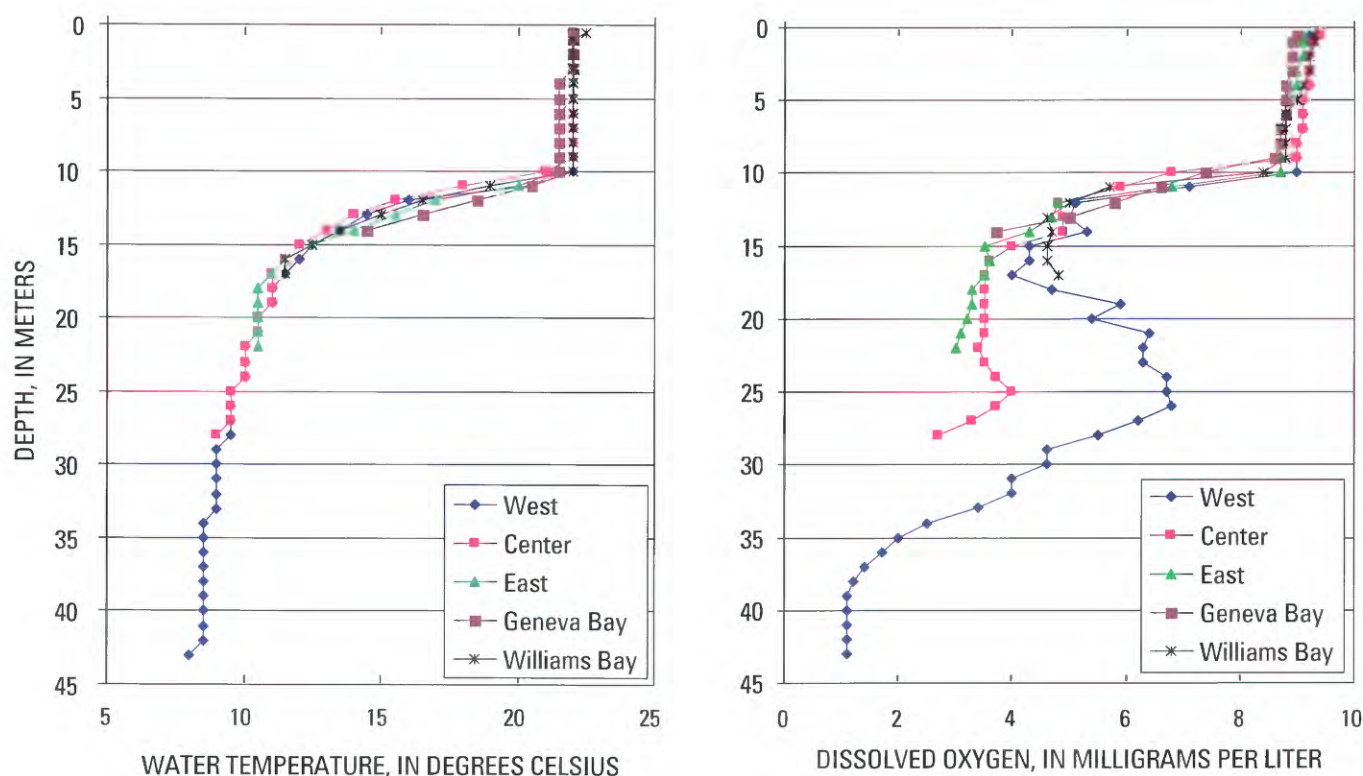 0
5
10
15
20
25
30
35
40
45
DEPTH, IN METERS
5 10 15 20 25
WATER TEMPERATURE, IN DEGREES CELSIUS
West
Center
East
Geneva Bay
Williams Bay
0
5
10
15
20
25
30
35
40
45
0 2 4 6 8 10
DISSOLVED OXYGEN, IN MILLIGRAMS PER LITER
West
Center
East
Geneva Bay
Williams Bay